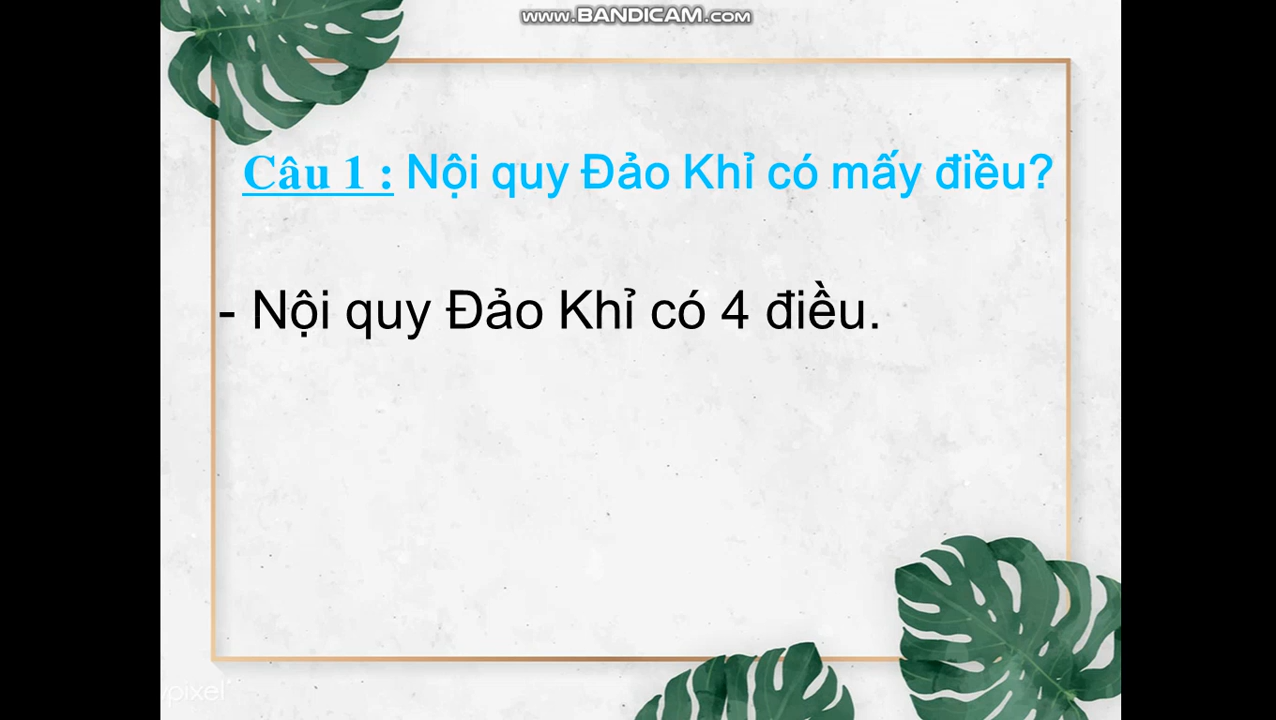 www.BANDICAM.com
Câu 1 : Nội quy Đảo Khỉ có mấy điều?
- Nội quy Đảo Khỉ có 4 điều.